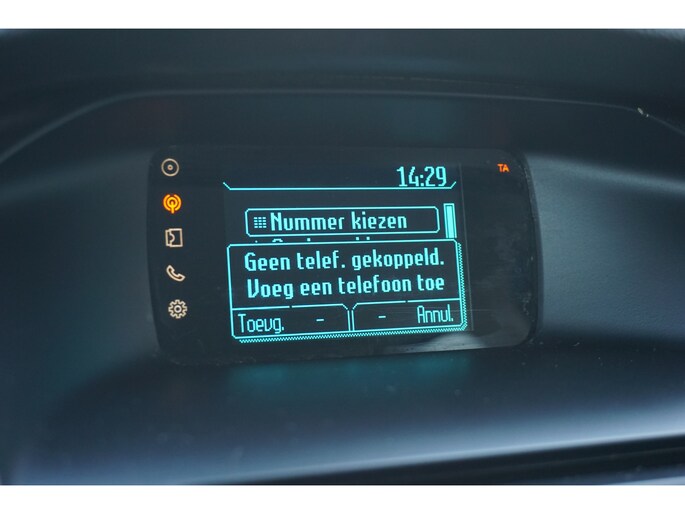 14:29
TA
Nummer kiezen
Geen telef. gekoppeld.
Voeg een telefoon toe
Toevg. - - Annul.